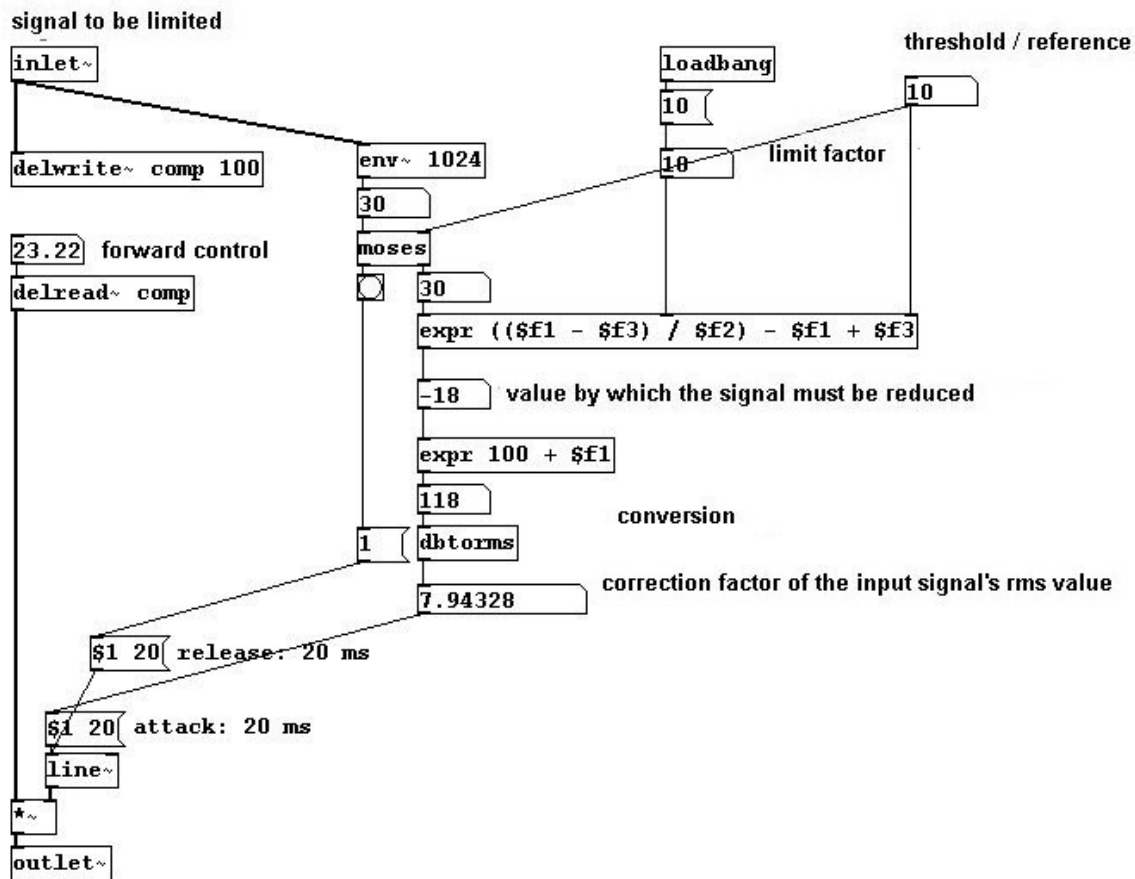 signal to be limited
threshold / reference
inlet~
loadbang
10
10
delwrite~ comp 100
env~ 1024
10
limit factor
30
23.22
forward control
moses
delread~ comp
30
expr (($f1 - $f3) / $f2) - $f1 + $f3
-18
value by which the signal must be reduced
expr 100 + $f1
118
conversion
1
dbtorms
7.94328
correction factor of the input signal's rms value
$1 20
release: 20 ms
$1 20
attack: 20 ms
line~
*~
outlet~